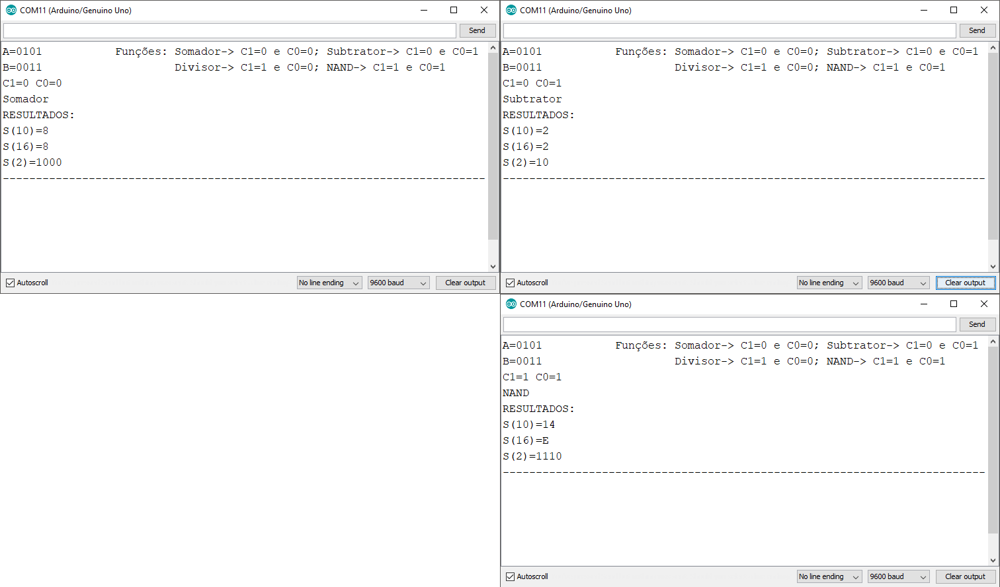 COM11 (Arduino/Genuino Uno)
Send
A=0101 Funções: Somador-> C1=0 e C0=0; Subtrator-> C1=0 e C0=1
B=0011 Divisor-> C1=1 e C0=0; NAND-> C1=1 e C0=1
C1=0 C0=0
Somador
RESULTADOS:
S(10)=8
S(16)=8
S(2)=1000
-------------------------------------------------------------------------
Autoscroll No line ending 9600 baud Clear output
COM11 (Arduino/Genuino Uno)
Send
A=0101 Funções: Somador-> C1=0 e C0=0; Subtrator-> C1=0 e C0=1
B=0011 Divisor-> C1=1 e C0=0; NAND-> C1=1 e C0=1
C1=0 C0=1
Subtrator
RESULTADOS:
S(10)=2
S(16)=2
S(2)=10
-------------------------------------------------------------------------
Autoscroll No line ending 9600 baud Clear output
COM11 (Arduino/Genuino Uno)
Send
A=0101 Funções: Somador-> C1=0 e C0=0; Subtrator-> C1=0 e C0=1
B=0011 Divisor-> C1=1 e C0=0; NAND-> C1=1 e C0=1
C1=1 C0=1
NAND
RESULTADOS:
S(10)=14
S(16)=E
S(2)=1110
-------------------------------------------------------------------------
Autoscroll No line ending 9600 baud Clear output